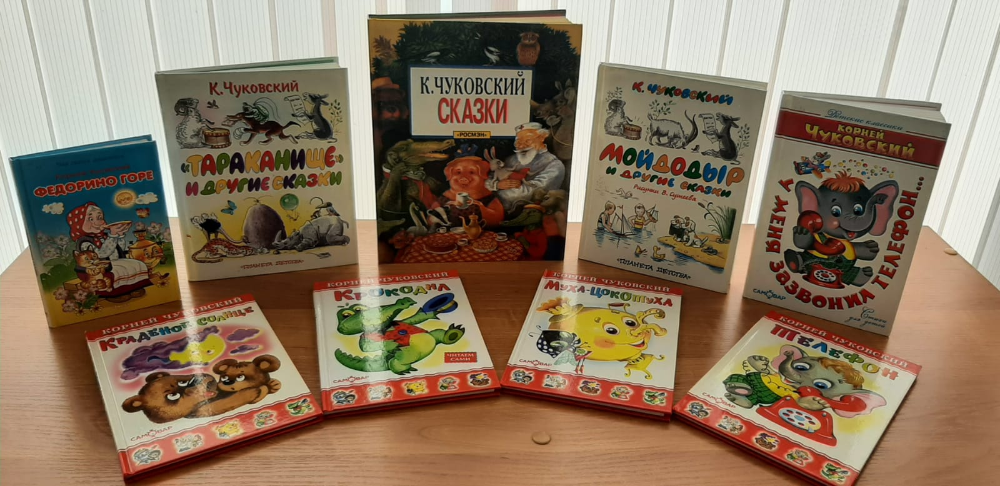 ФЕДОРИНО ГОРЕ
К. Чуковский
«ТАРАКАНИЩЕ»
И ДРУГИЕ СКАЗКИ
«ПЛАНЕТА ДЕТСТВА»
К. ЧУКОВСКИЙ
СКАЗКИ
«РОСМЭН»
К. ЧУКОВСКИЙ
МОЙДОДЫР
И ДРУГИЕ СКАЗКИ
Рисунки В. Сутеева
«ПЛАНЕТА ДЕТСТВА»
Детские классики
КОРНЕЙ
ЧУКОВСКИЙ
У МЕНЯ ЗАЗВОНИЛ ТЕЛЕФОН...
САМОВАР
Стихи
для детей
КОРНЕЙ ЧУКОВСКИЙ
КРАДЕНОЕ СОЛНЦЕ
САМОВАР
КОРНЕЙ ЧУКОВСКИЙ
КРОКОДИЛ
ЧИТАЕМ
САМИ
САМОВАР
КОРНЕЙ ЧУКОВСКИЙ
МУХА-ЦОКОТУХА
САМОВАР
КОРНЕЙ ЧУКОВСКИЙ
ТЕЛЕФОН
САМОВАР